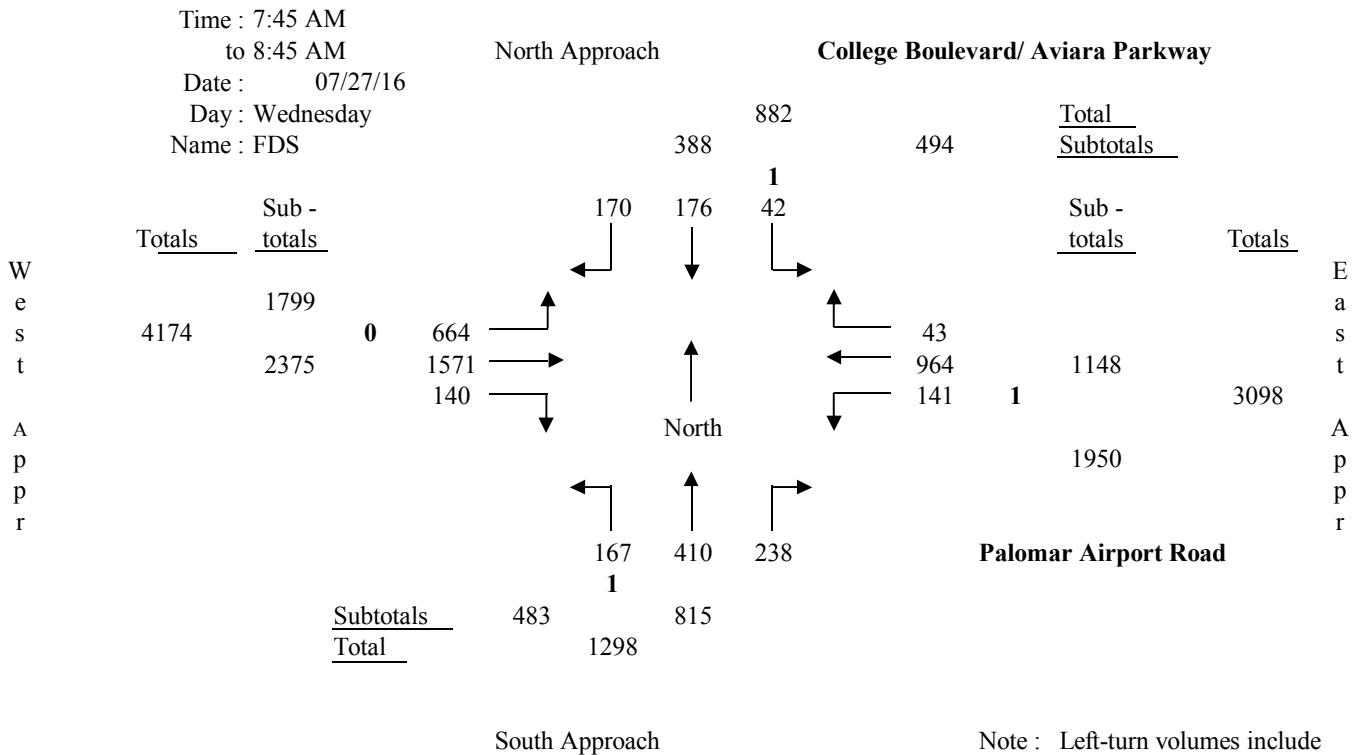 Time : 7:45 AM
to 8:45 AM North Approach College Boulevard/ Aviara Parkway
Date : 07/27/16
Day : Wednesday 882 Total
Name : FDS 388 494 Subtotals
1
Sub - 170 176 42 Sub -
Totals totals totals Totals
W E
e 1799 a
s 4174 0 664 43 s
t 2375 1571 964 1148 t
140 141 1 3098
A North A
p 1950 p
p p
r r
167 410 238 Palomar Airport Road
1
Subtotals 483 815
Total 1298
South Approach Note : Left-turn volumes include